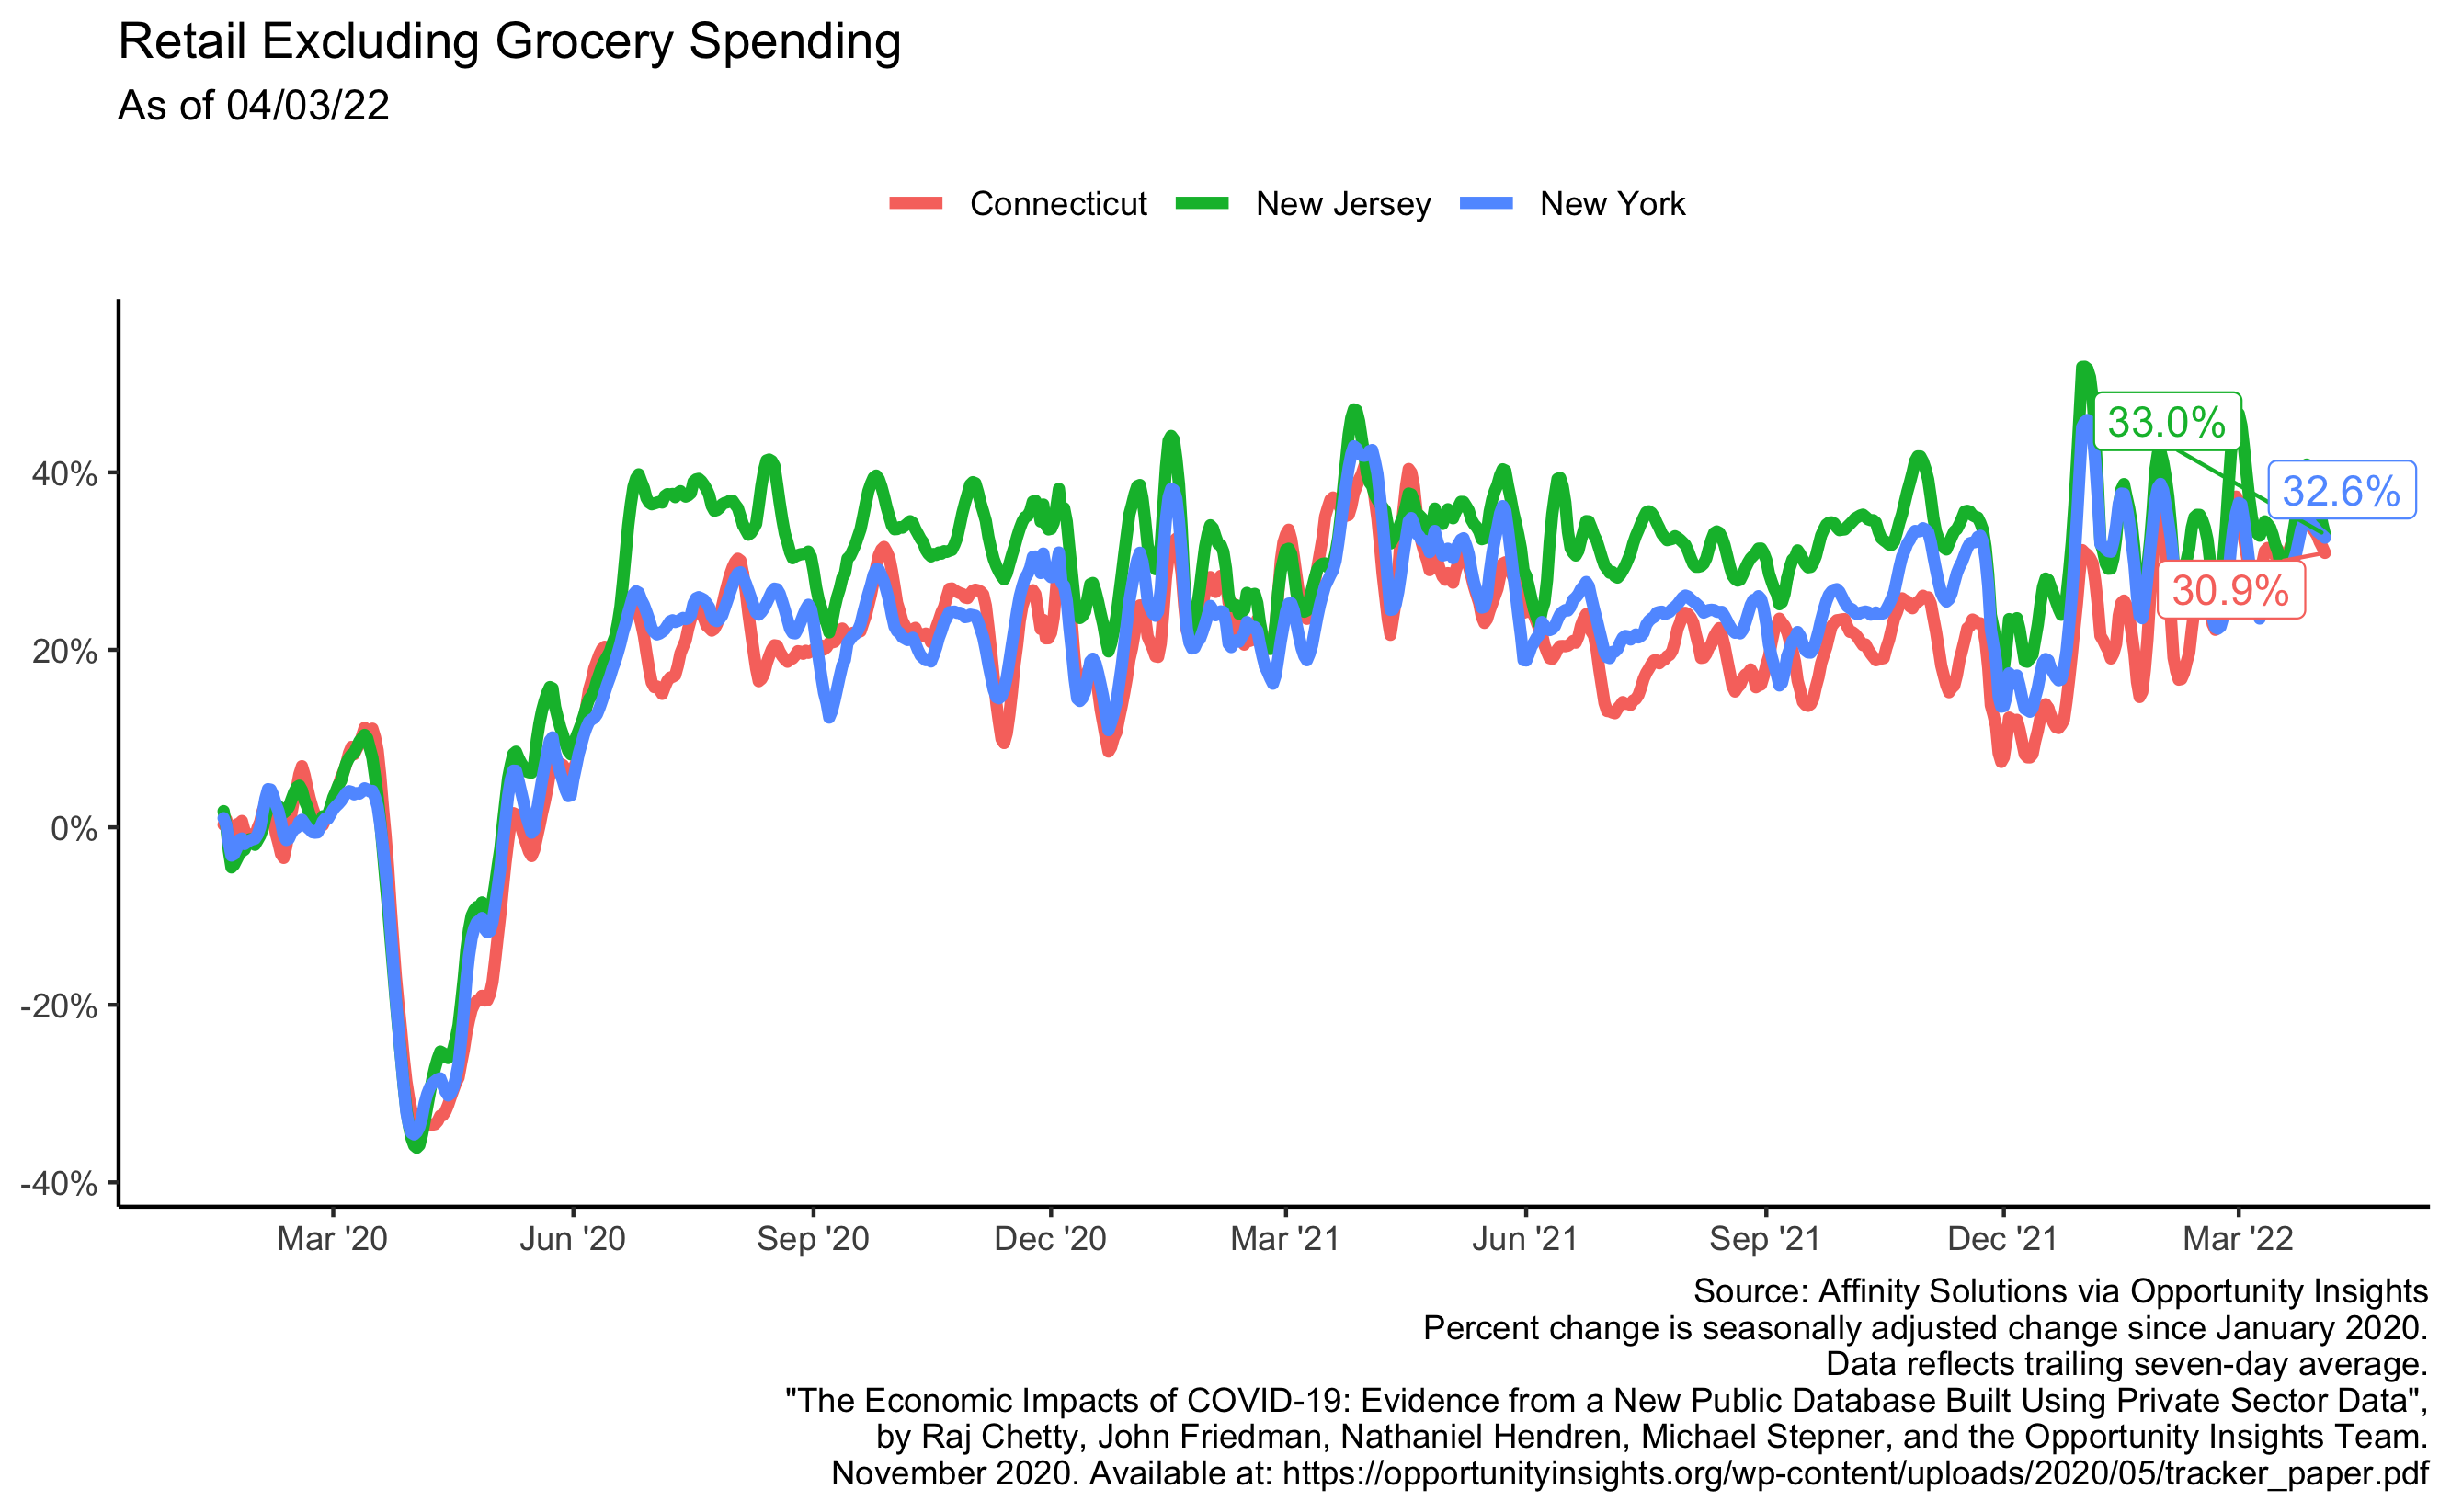 Retail Excluding Grocery Spending
As of 04/03/22
Connecticut New Jersey New York
33.0%
32.6%
30.9%
40%
20%
0%
-20%
-40%
Mar '20 Jun '20 Sep '20 Dec '20 Mar '21 Jun '21 Sep '21 Dec '21 Mar '22
Source: Affinity Solutions via Opportunity Insights
Percent change is seasonally adjusted change since January 2020.
Data reflects trailing seven-day average.
"The Economic Impacts of COVID-19: Evidence from a New Public Database Built Using Private Sector Data",
by Raj Chetty, John Friedman, Nathaniel Hendren, Michael Stepner, and the Opportunity Insights Team.
November 2020. Available at: https://opportunityinsights.org/wp-content/uploads/2020/05/tracker_paper.pdf